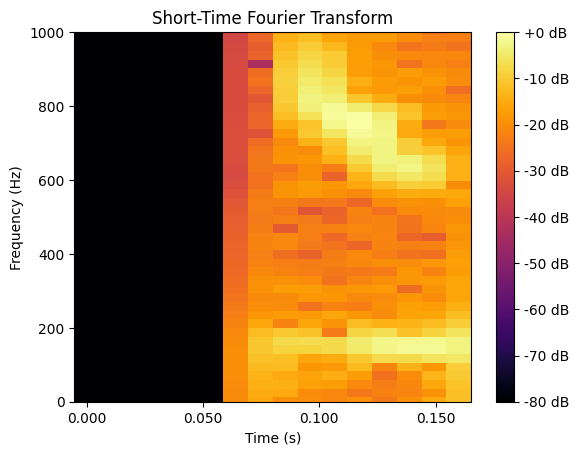 Short-Time Fourier Transform
1000
800
600
400
200
0
Frequency (Hz)
0.000
0.050
0.100
0.150
Time (s)
+0 dB
-10 dB
-20 dB
-30 dB
-40 dB
-50 dB
-60 dB
-70 dB
-80 dB